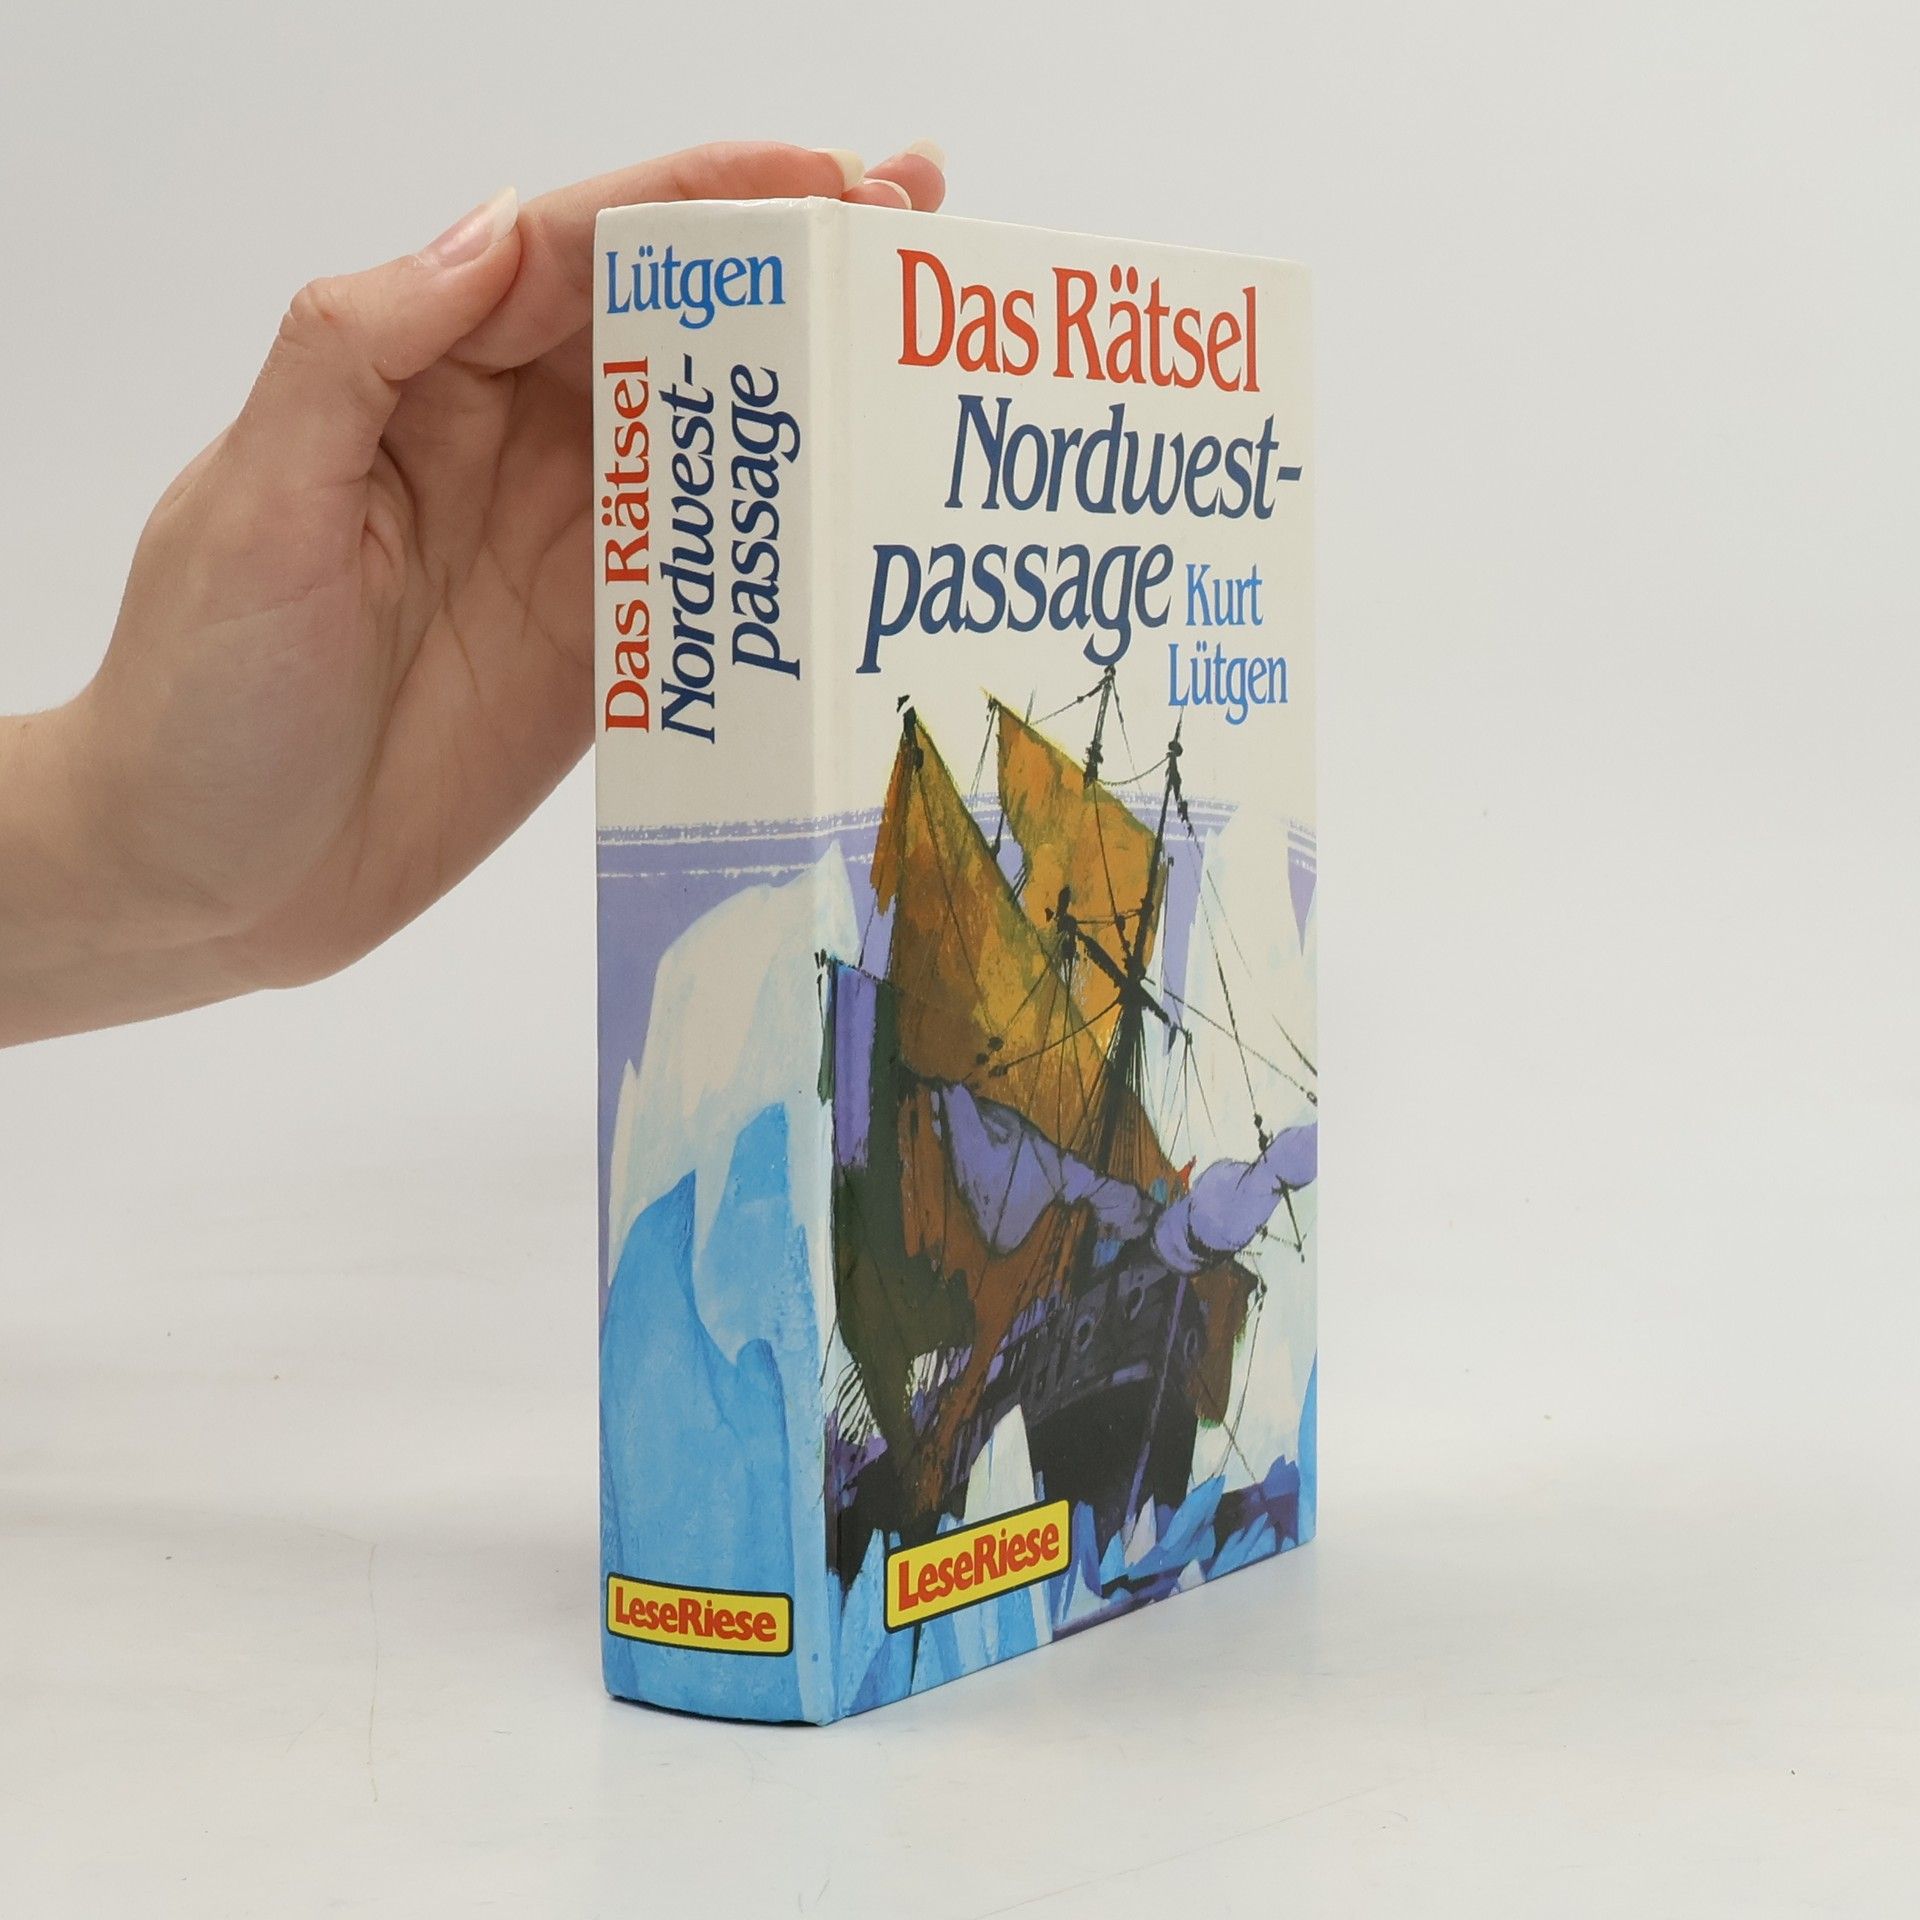 Lütgen
Das Rätsel
Nordwest-
passage
LeseRiese
Das Rätsel
Nordwest-
passage
Kurt
Lütgen
LeseRiese